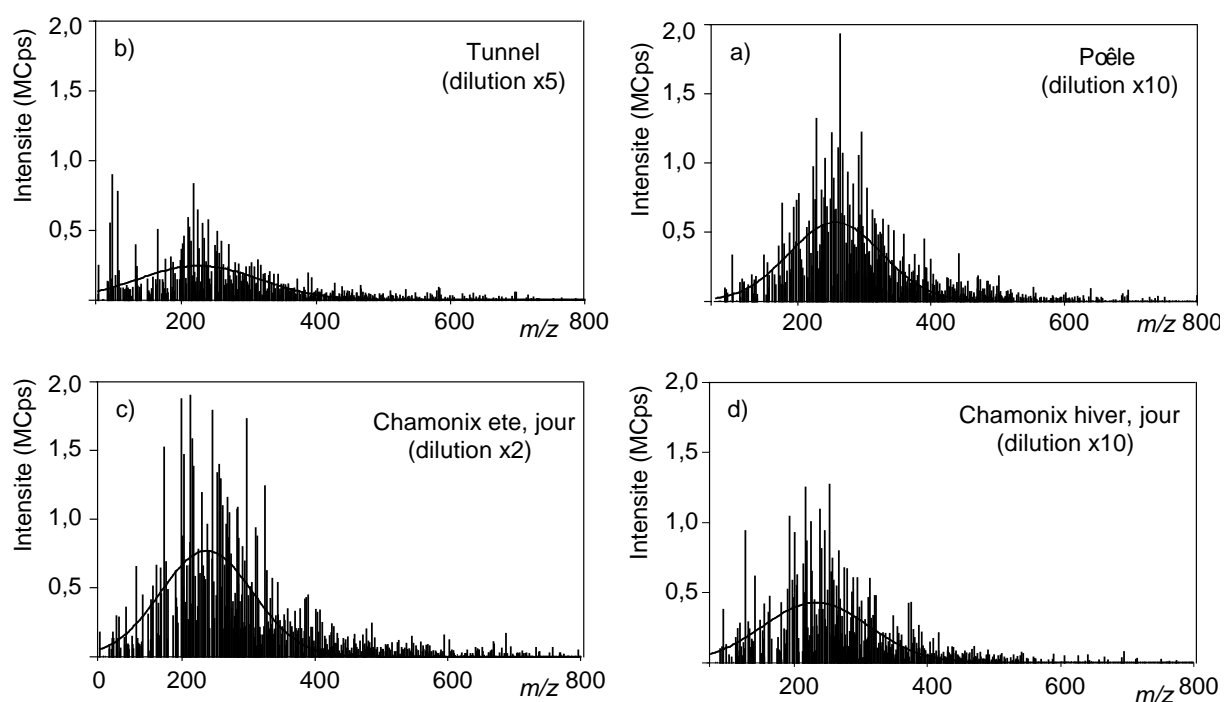 b)
Tunnel
(dilution x5)
Intensite (MCps)
2,0
1,5
1,0
0,5
200
400
600
m/z
800
a)
Poêle
(dilution x10)
Intensite (MCps)
2,0
1,5
1,0
0,5
200
400
600
m/z
800
c)
Chamonix ete, jour
(dilution x2)
Intensite (MCps)
2,0
1,5
1,0
0,5
0
200
400
600
m/z
800
d)
Chamonix hiver, jour
(dilution x10)
Intensite (MCps)
2,0
1,5
1,0
0,5
200
400
600
m/z
800